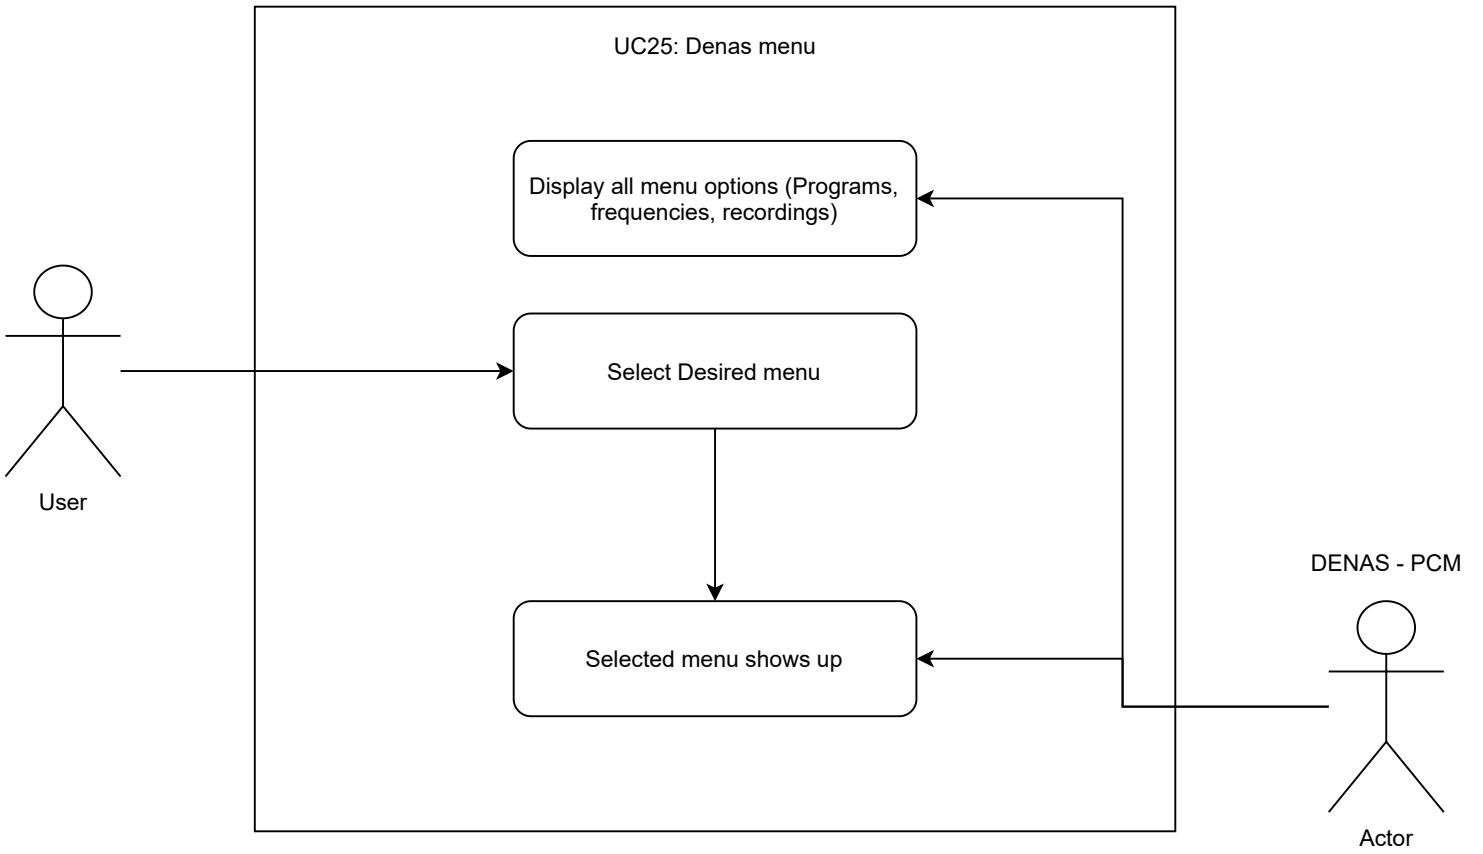 UC25: Denas menu
Display all menu options (Programs,
frequencies, recordings)
Select Desired menu
User
DENAS - PCM
Selected menu shows up
Actor